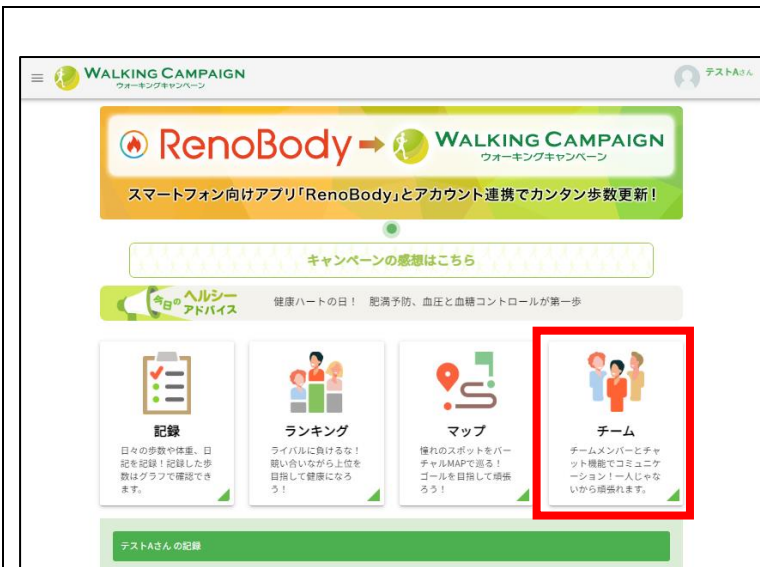 WALKING CAMPAIGN
ウオーキングキャンペーン
テストAさん
RenoBody
WALKING CAMPAIGN
ウオーキングキャンペーン
スマートフォン向けアプリ「RenoBody」とアカウント連携でカンタン歩数更新!
キャンペーンの感想はこちら
今日の ヘルシー
アドバイス
健康ハートの日! 肥満予防、血圧と血糖コントロールが第一歩
記録
日々の歩数や体重、日
記を記録!記録した歩
数はグラフで確認でき
ます。
ランキング
ライバルに負けるな!
競い合いながら上位を
目指して健康になろ
う!
マップ
憧れのスポットをバー
チャルMAPで巡る!
ゴールを目指して頑張
ろう!
チーム
チームメンバーとチャ
ット機能でコミュニケ
ーション!一人じゃな
いから頑張れます。
テストAさん の記録